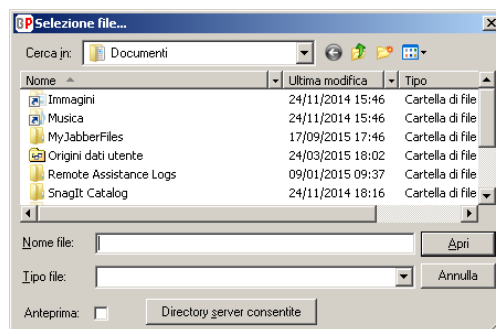 BP Selezione file...
Cerca in: Documenti
Nome Ultima modifica Tipo
Immagini 24/11/2014 15:46 Cartella di file
Musica 24/11/2014 15:46 Cartella di file
MyJabberFiles 17/09/2015 17:46 Cartella di file
Origini dati utente 24/03/2015 18:02 Cartella di file
Remote Assistance Logs 09/01/2015 09:37 Cartella di file
SnagIt Catalog 24/11/2014 18:16 Cartella di file
Nome file: Apri
Tipo file: Annulla
Anteprima: Directory server consentite